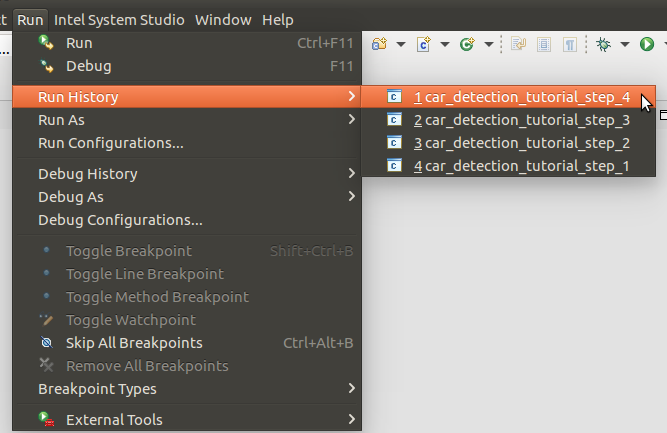 Run Intel System Studio Window Help
Run Ctrl+F11
Debug F11
Run History
1 car_detection_tutorial_step_4
2 car_detection_tutorial_step_3
3 car_detection_tutorial_step_2
4 car_detection_tutorial_step_1
Run As
Run Configurations...
Debug History
Debug As
Debug Configurations...
Toggle Breakpoint Shift+Ctrl+B
Toggle Line Breakpoint
Toggle Method Breakpoint
Toggle Watchpoint
Skip All Breakpoints Ctrl+Alt+B
Remove All Breakpoints
Breakpoint Types
External Tools